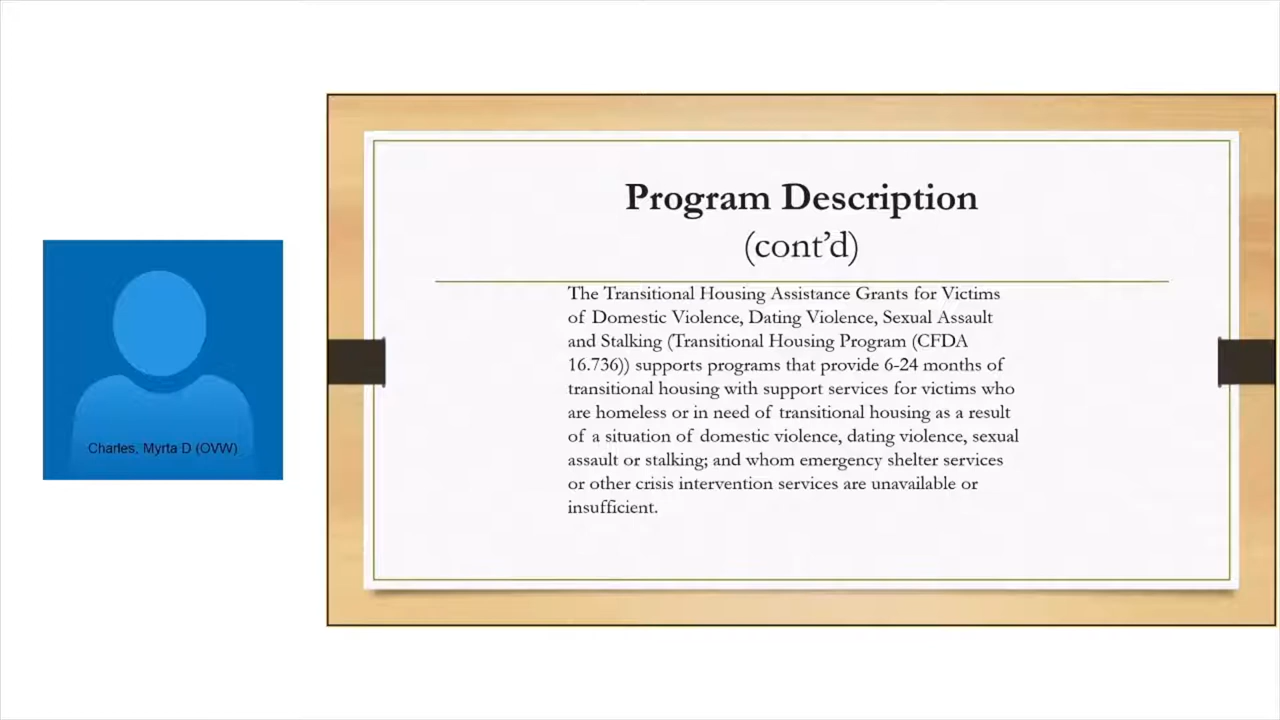 Program Description
(cont'd)
The Transitional Housing Assistance Grants for Victims
of Domestic Violence, Dating Violence, Sexual Assault
and Stalking (Transitional Housing Program (CFDA
16.736)) supports programs that provide 6-24 months of
transitional housing with support services for victims who
are homeless or in need of transitional housing as a result
of a situation of domestic violence, dating violence, sexual
assault or stalking; and whom emergency shelter services
or other crisis intervention services are unavailable or
insufficient.
Charles, Myrta D (OVW)